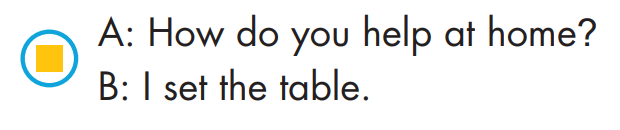 A: How do you help at home?
B: I set the table.